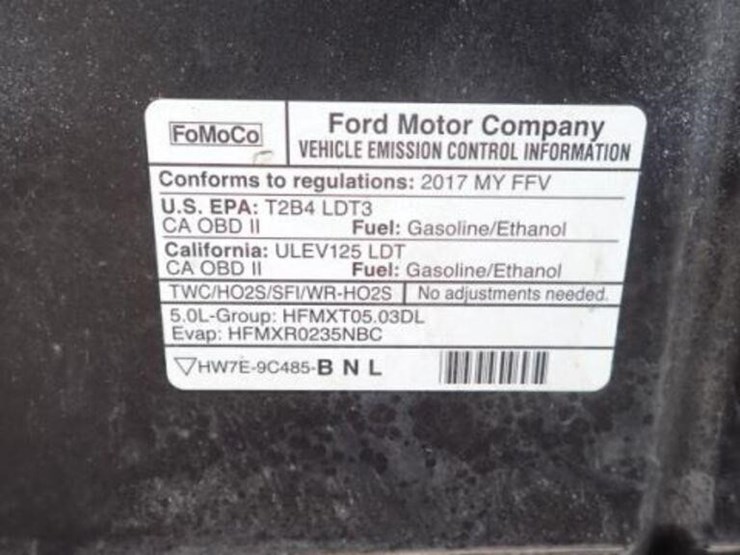 FoMoCo
Ford Motor Company
VEHICLE EMISSION CONTROL INFORMATION
Conforms to regulations: 2017 MY FFV
U.S. EPA: T2B4 LDT3
CA OBD II Fuel: Gasoline/Ethanol
California: ULEV125 LDT
CA OBD II Fuel: Gasoline/Ethanol
TWC/HO2S/SFI/WR-HO2S No adjustments needed.
5.0L-Group: HFMXT05.03DL
Evap: HFMXR0235NBC
HW7E-9C485-B N L